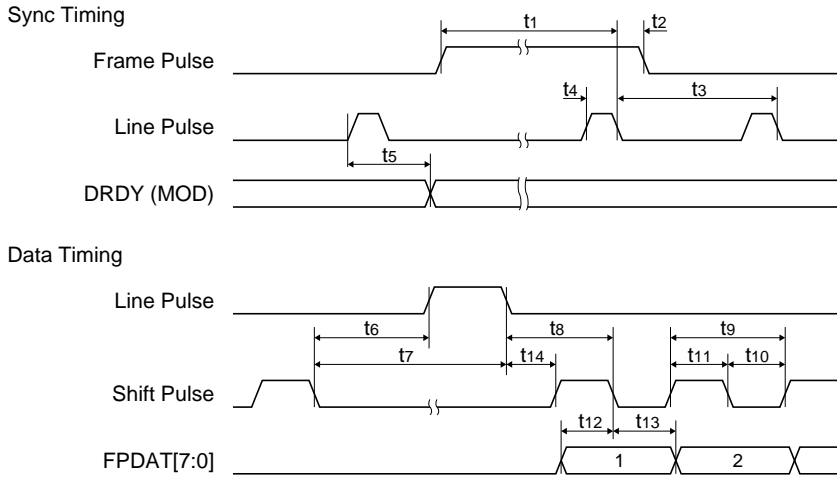 Sync Timing
t1 t2
Frame Pulse
t4 t3
Line Pulse
t5
DRDY (MOD)
Data Timing
Line Pulse
t6 t8 t9
t7 t14 t11 t10
Shift Pulse
t12 t13
FPDAT[7:0] 1 2